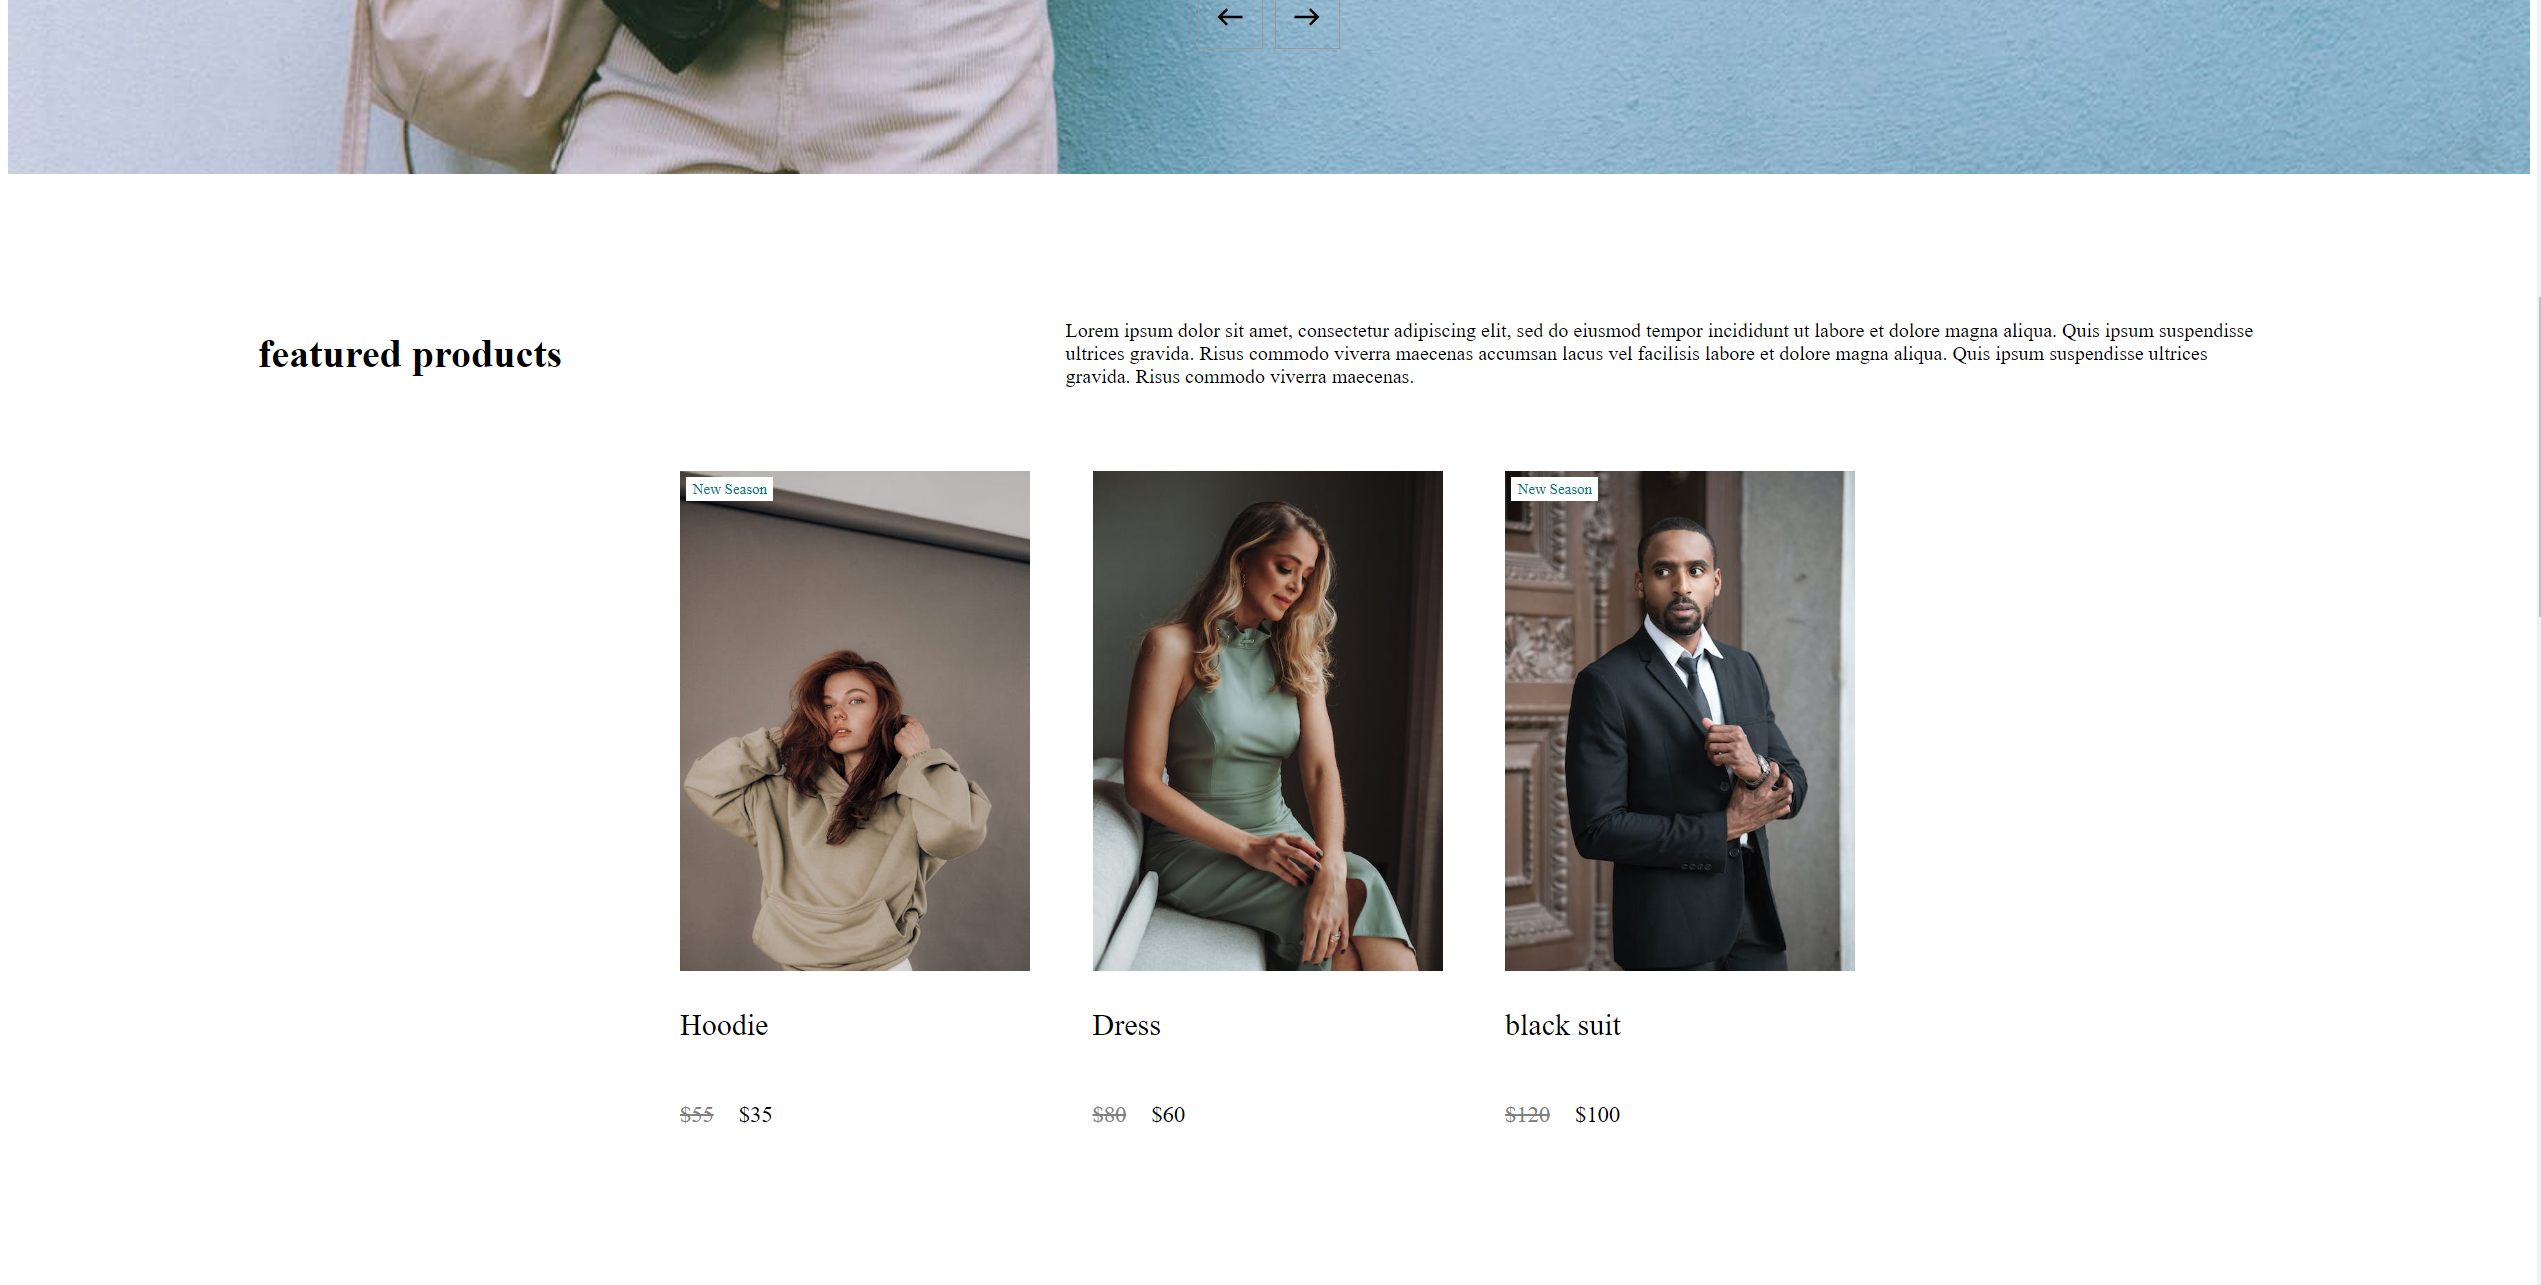 featured products
Lorem ipsum dolor sit amet, consectetur adipiscing elit, sed do eiusmod tempor incididunt ut labore et dolore magna aliqua. Quis ipsum suspendisse
ultrices gravida. Risus commodo viverra maecenas accumsan lacus vel facilisis labore et dolore magna aliqua. Quis ipsum suspendisse ultrices
gravida. Risus commodo viverra maecenas.
New Season
New Season
Hoodie
Dress
black suit
$55 $35
$80 $60
$120 $100